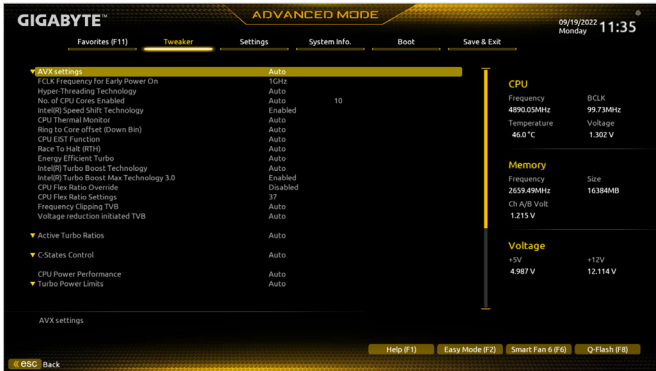 GIGABYTE™
ADVANCED MODE
09/19/2022
Monday
11:35
Favorites (F11) Tweaker Settings System Info. Boot Save & Exit
AVX settings Auto
FCLK Frequency for Early Power On 1GHz
Hyper-Threading Technology Auto
No. of CPU Cores Enabled Auto 10
Intel(R) Speed Shift Technology Enabled
CPU Thermal Monitor Auto
Ring to Core offset (Down Bin) Auto
CPU EIST Function Auto
Race To Halt (RTH) Auto
Energy Efficient Turbo Auto
Intel(R) Turbo Boost Technology Auto
Intel(R) Turbo Boost Max Technology 3.0 Enabled
CPU Flex Ratio Override Disabled
CPU Flex Ratio Settings 37
Frequency Clipping TVB Auto
Voltage reduction initiated TVB Auto
Active Turbo Ratios Auto
C-States Control Auto
CPU Power Performance Auto
Turbo Power Limits Auto
CPU
Frequency BCLK
4890.05MHz 99.73MHz
Temperature Voltage
46.0 °C 1.302 V
Memory
Frequency Size
2659.49MHz 16384MB
Ch A/B Volt
1.215 V
Voltage
+5V +12V
4.987 V 12.114 V
AVX settings
Help (F1) Easy Mode (F2) Smart Fan 6 (F6) Q-Flash (F8)
esc Back